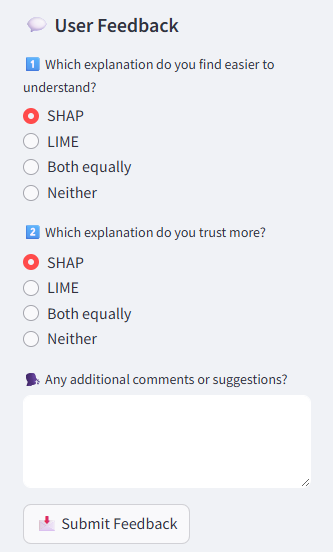 💬 User Feedback
1️⃣ Which explanation do you find easier to
understand?
SHAP
LIME
Both equally
Neither
2️⃣ Which explanation do you trust more?
SHAP
LIME
Both equally
Neither
🗣️ Any additional comments or suggestions?
📩 Submit Feedback